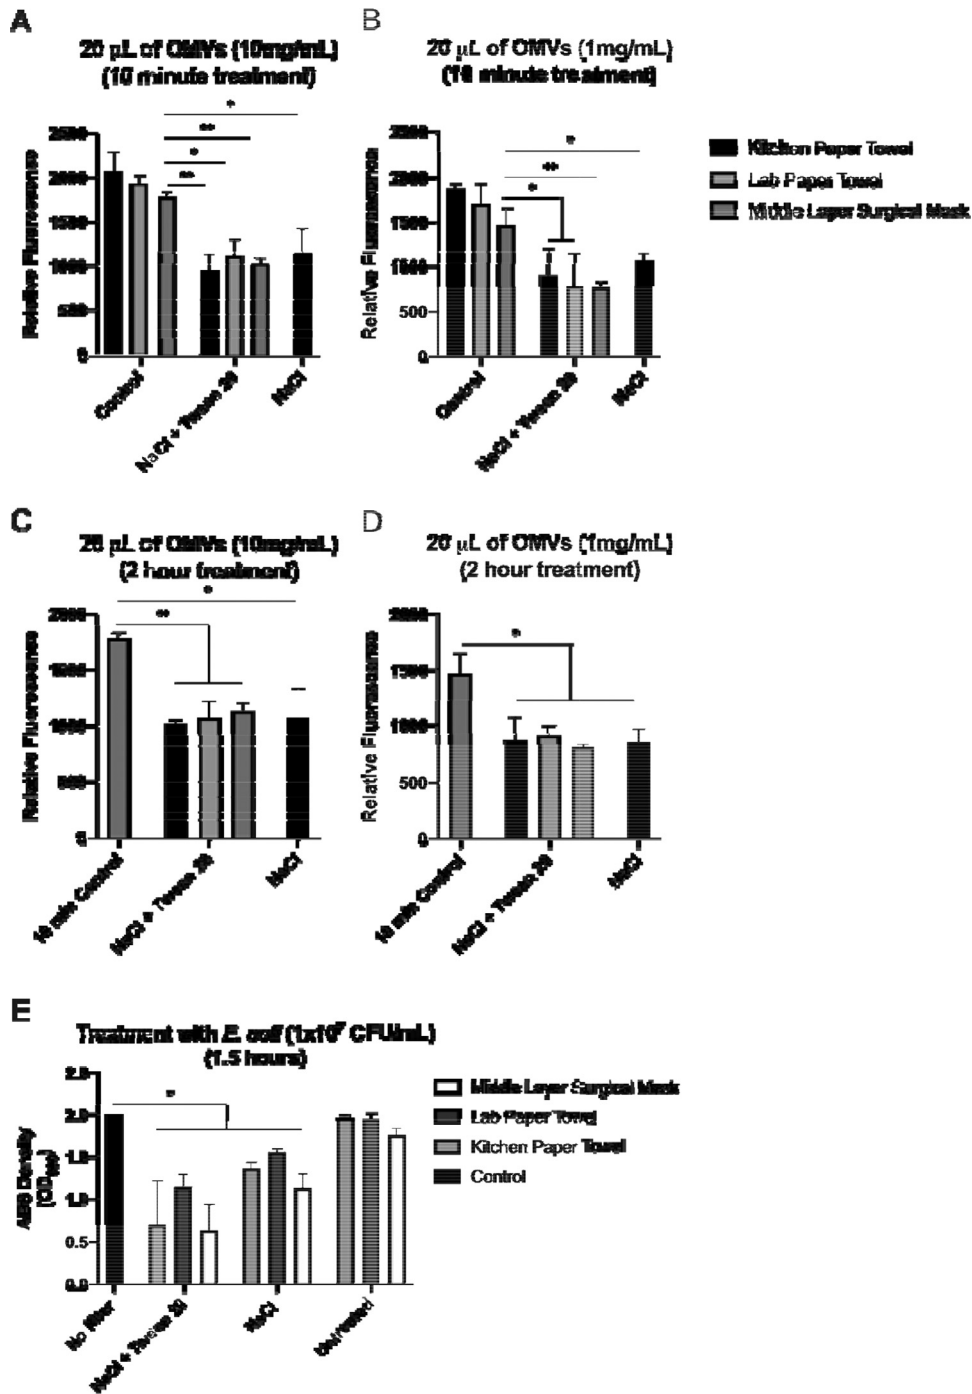 A
20 µL of OMVs (10mg/mL)
(10 minute treatment)
*
**
*
**
2500
2000
1500
1000
500
0
Relative Fluorescence
Control
NaCl + Tween 20
NaCl
B
20 µL of OMVs (1mg/mL)
(10 minute treatment)
*
**
*
2500
2000
1500
1000
500
0
Relative Fluorescence
Control
NaCl + Tween 20
NaCl
Kitchen Paper Towel
Lab Paper Towel
Middle Layer Surgical Mask
C
20 µL of OMVs (10mg/mL)
(2 hour treatment)
*
**
2000
1500
1000
500
0
Relative Fluorescence
10 min Control
NaCl + Tween 20
NaCl
D
20 µL of OMVs (1mg/mL)
(2 hour treatment)
*
2000
1500
1000
500
0
Relative Fluorescence
10 min Control
NaCl + Tween 20
NaCl
E
Treatment with E. coli (1x10⁷ CFU/mL)
(1.5 hours)
*
2.5
2.0
1.5
1.0
0.5
0.0
ABS Density
(OD₆₀₀)
No filter
NaCl + Tween 20
NaCl
Untreated
Middle Layer Surgical Mask
Lab Paper Towel
Kitchen Paper Towel
Control